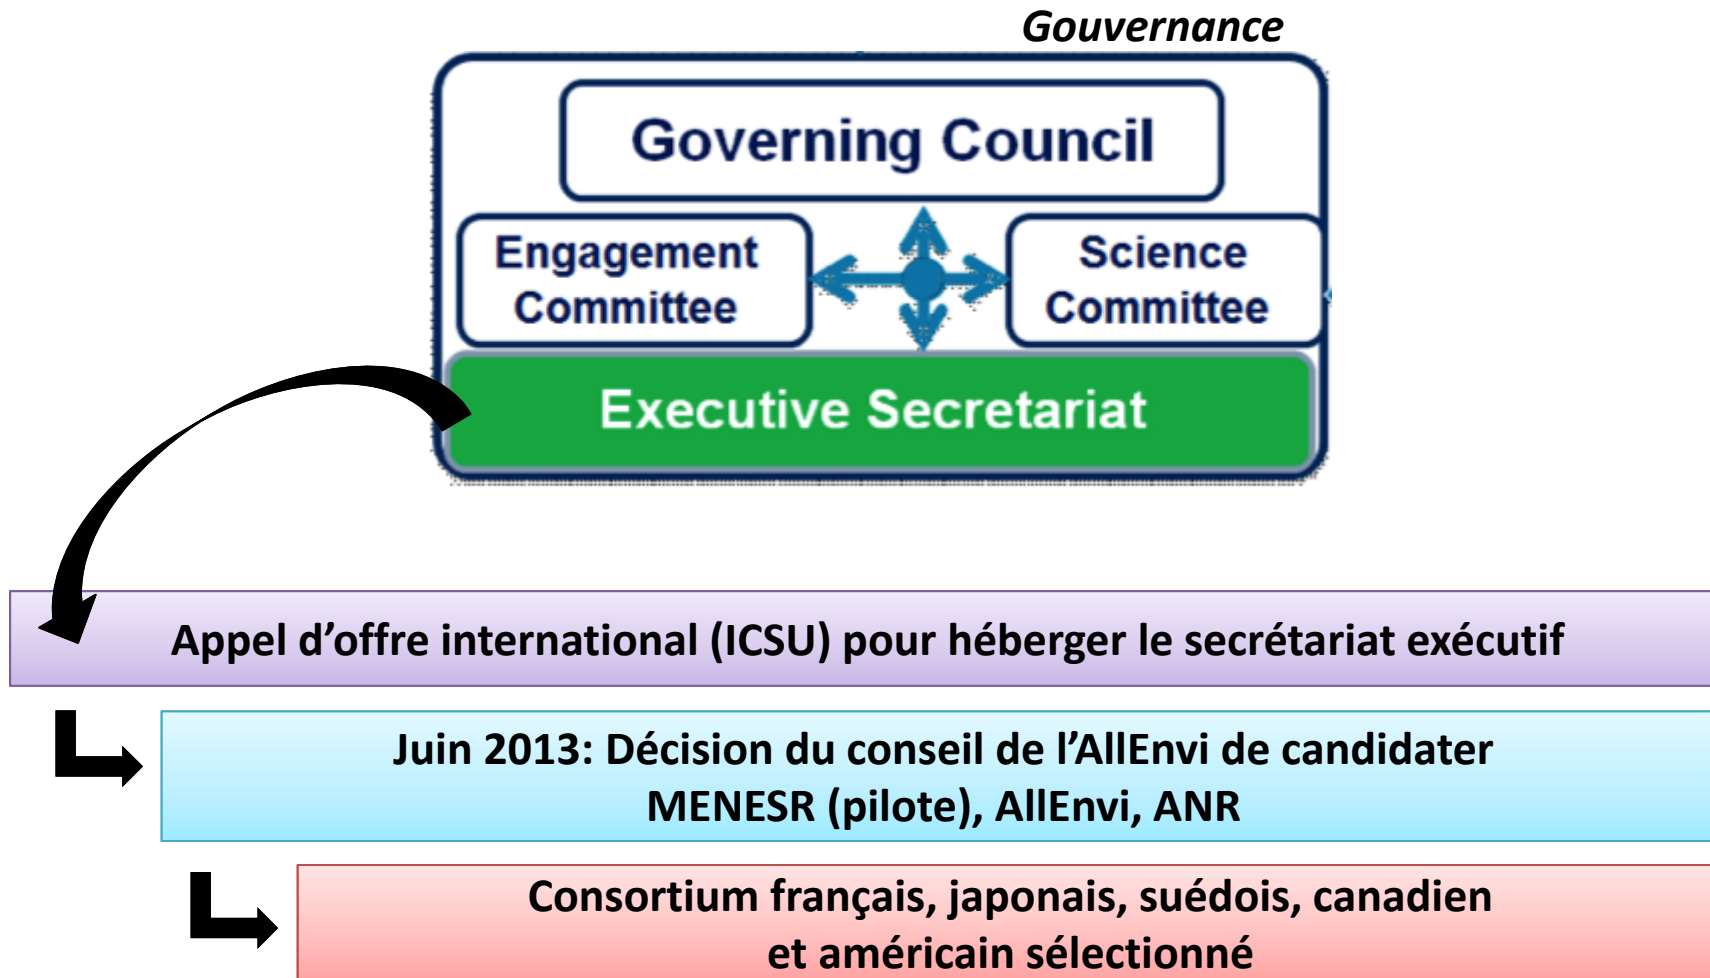 Gouvernance
Governing Council
Engagement
Committee
Science
Committee
Executive Secretariat
Appel d’offre international (ICSU) pour héberger le secrétariat exécutif
Juin 2013: Décision du conseil de l’AllEnvi de candidater
MENESR (pilote), AllEnvi, ANR
Consortium français, japonais, suédois, canadien
et américain sélectionné